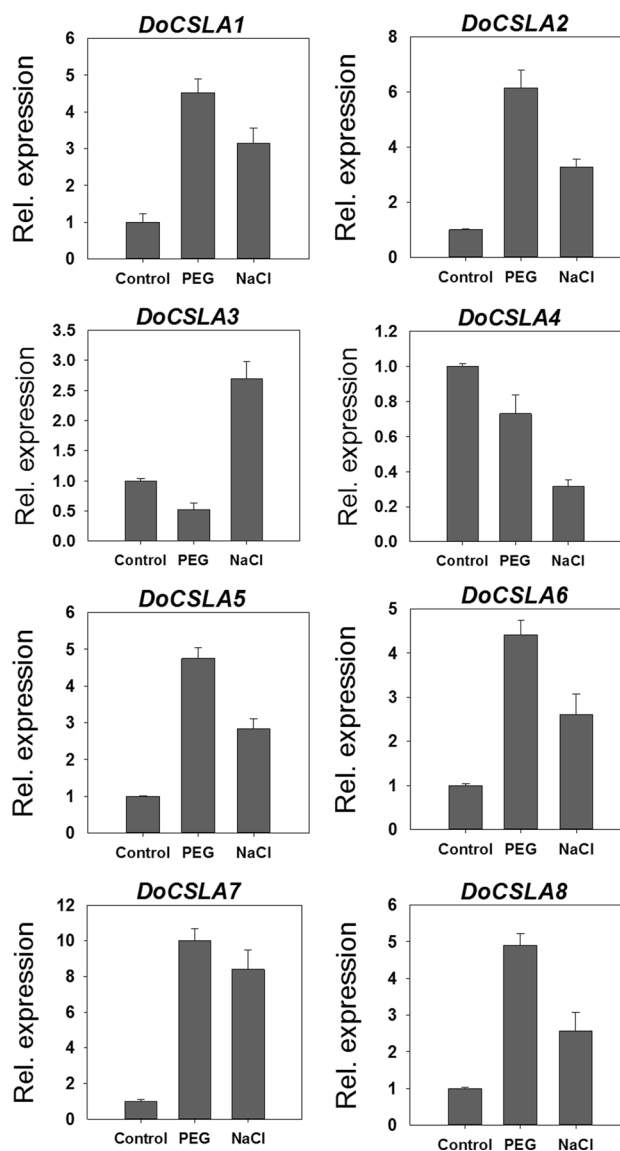 DoCSLA1
Rel. expression
6
5
4
3
2
1
0
Control PEG NaCl
DoCSLA2
Rel. expression
8
6
4
2
0
Control PEG NaCl
DoCSLA3
Rel. expression
3.5
3.0
2.5
2.0
1.5
1.0
0.5
0.0
Control PEG NaCl
DoCSLA4
Rel. expression
1.2
1.0
0.8
0.6
0.4
0.2
0.0
Control PEG NaCl
DoCSLA5
Rel. expression
6
5
4
3
2
1
0
Control PEG NaCl
DoCSLA6
Rel. expression
5
4
3
2
1
0
Control PEG NaCl
DoCSLA7
Rel. expression
12
10
8
6
4
2
0
Control PEG NaCl
DoCSLA8
Rel. expression
6
5
4
3
2
1
0
Control PEG NaCl